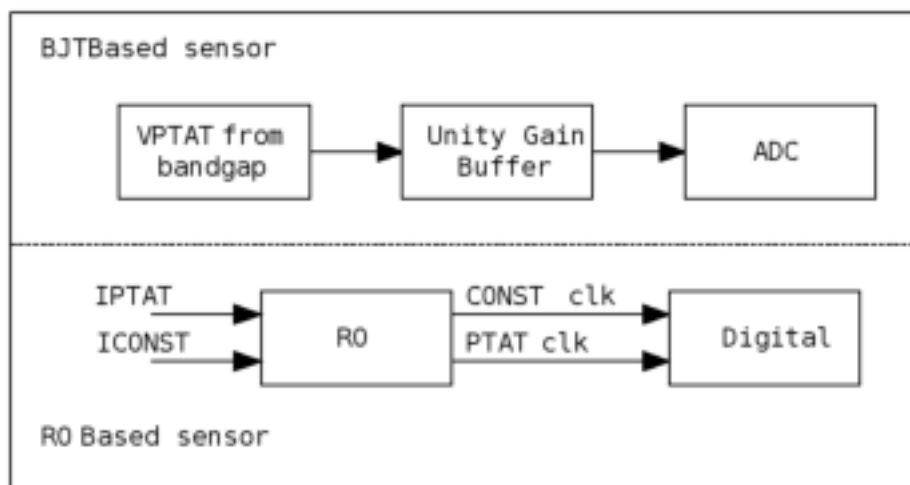 BJTBased sensor
VPTAT from
bandgap
Unity Gain
Buffer
ADC
IPTAT
ICONST
RO
CONST clk
PTAT clk
Digital
RO Based sensor